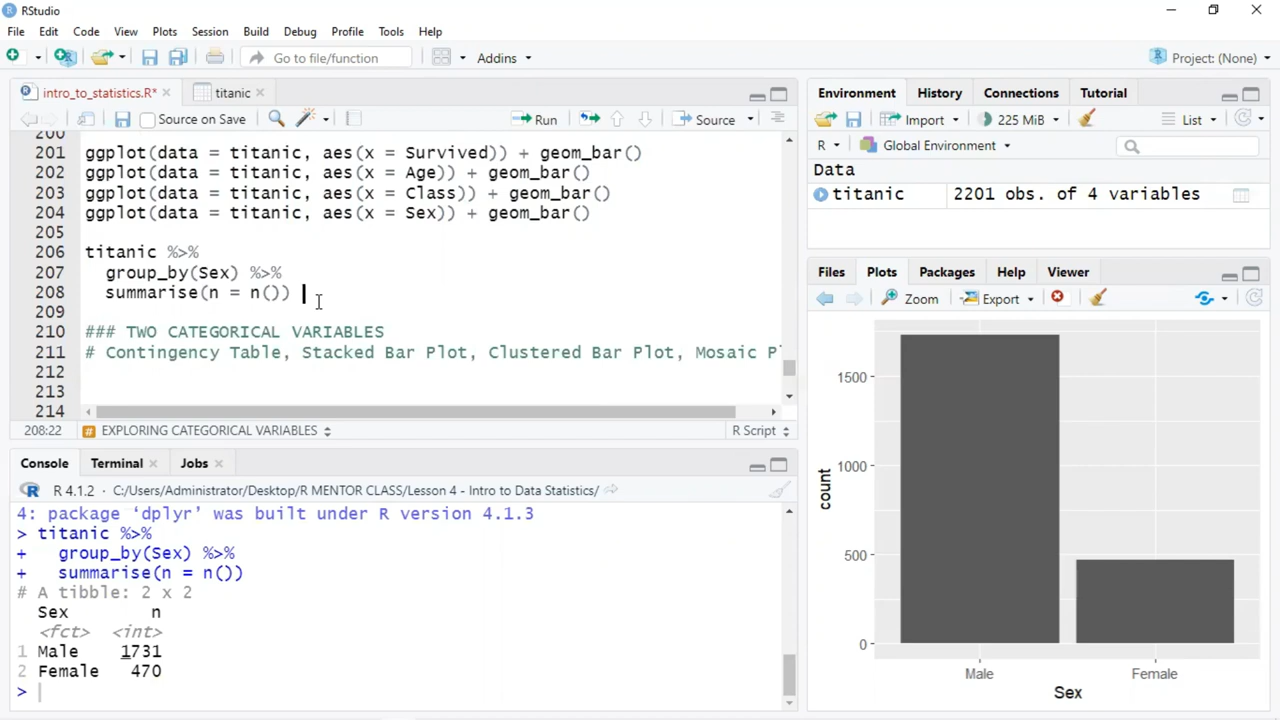 RStudio
File Edit Code View Plots Session Build Debug Profile Tools Help
Go to file/function Addins Project: (None)
intro_to_statistics.R* titanic
Source on Save Run Source
200
201 ggplot(data = titanic, aes(x = Survived)) + geom_bar()
202 ggplot(data = titanic, aes(x = Age)) + geom_bar()
203 ggplot(data = titanic, aes(x = Class)) + geom_bar()
204 ggplot(data = titanic, aes(x = Sex)) + geom_bar()
205
206 titanic %>%
207 group_by(Sex) %>%
208 summarise(n = n())
209
210 ### TWO CATEGORICAL VARIABLES
211 # Contingency Table, Stacked Bar Plot, Clustered Bar Plot, Mosaic Pl
212
213
214
208:22 EXPLORING CATEGORICAL VARIABLES R Script
Console Terminal Jobs
R 4.1.2 · C:/Users/Administrator/Desktop/R MENTOR CLASS/Lesson 4 - Intro to Data Statistics/
4: package ‘dplyr’ was built under R version 4.1.3
> titanic %>%
+ group_by(Sex) %>%
+ summarise(n = n())
# A tibble: 2 x 2
Sex n
<fct> <int>
1 Male 1731
2 Female 470
>
Environment History Connections Tutorial
Import 225 MiB List
R Global Environment
Data
titanic 2201 obs. of 4 variables
Files Plots Packages Help Viewer
Zoom Export
1500
1000
500
0
count
Male Female
Sex